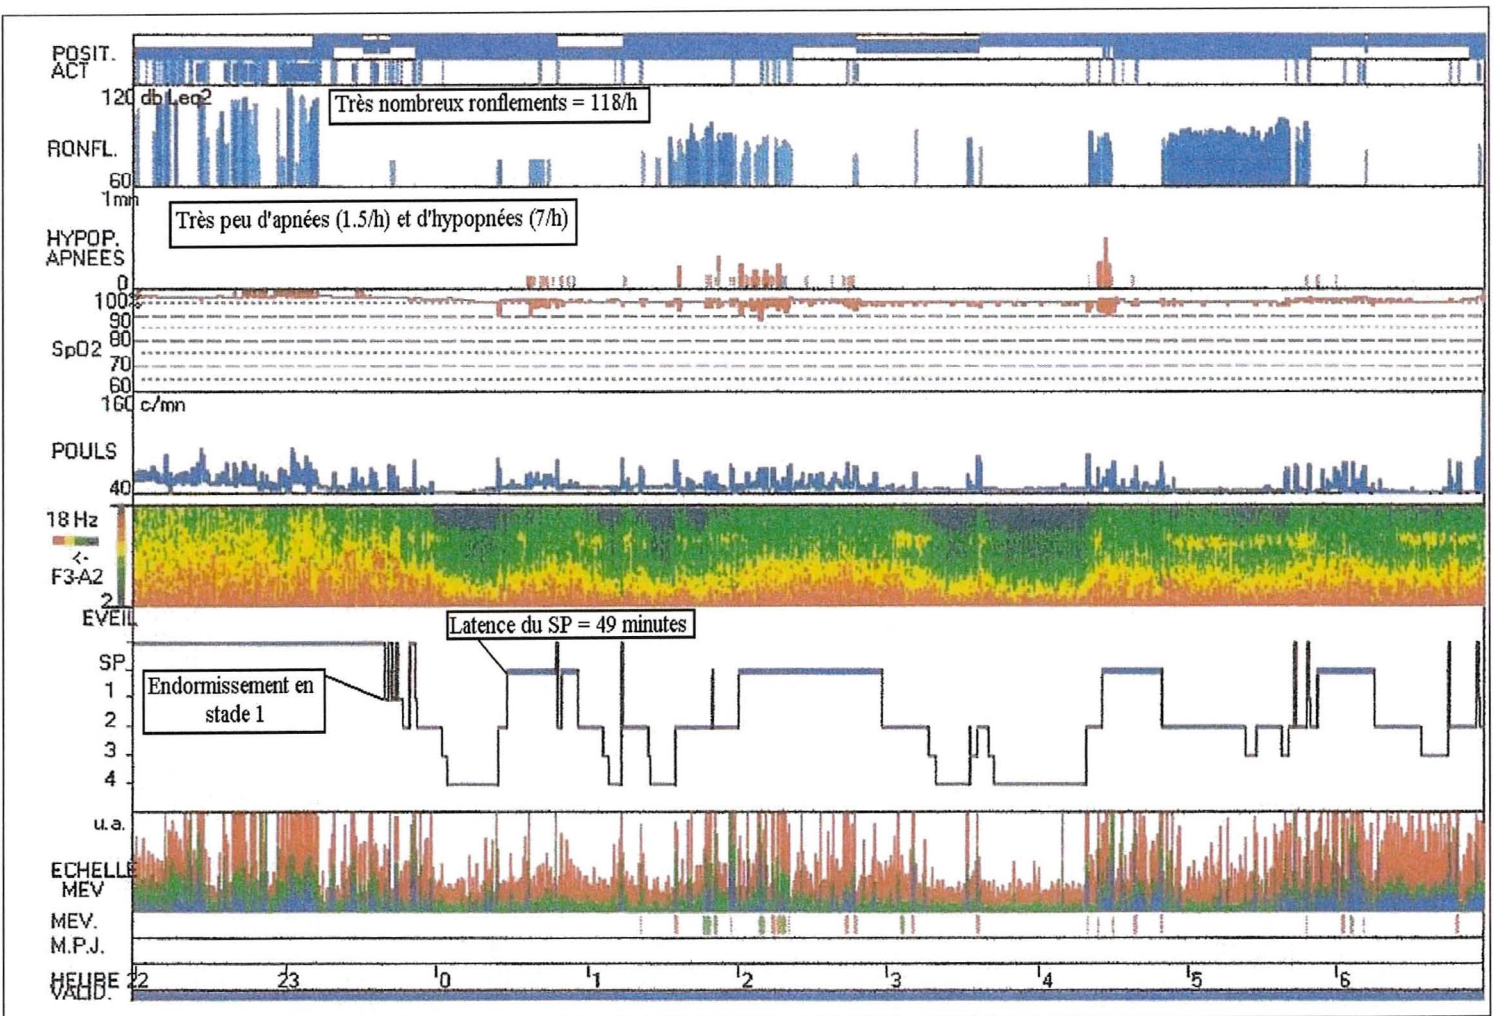 POSIT.
ACT
120 db Leq2
Très nombreux ronflements = 118/h
RONFL.
60
1mn
Très peu d'apnées (1.5/h) et d'hypopnées (7/h)
HYPOP.
APNEES
0
100%
90
SpO2 80
70
60
160 c/mn
POULS
40
18 Hz
F3-A2
2
EVEIL
Latence du SP = 49 minutes
SP
Endormissement en
stade 1
1
2
3
4
u.a.
ECHELLE
MEV
MEV.
M.P.J.
HEURE 22 23 0 1 2 3 4 5 6
VALID.